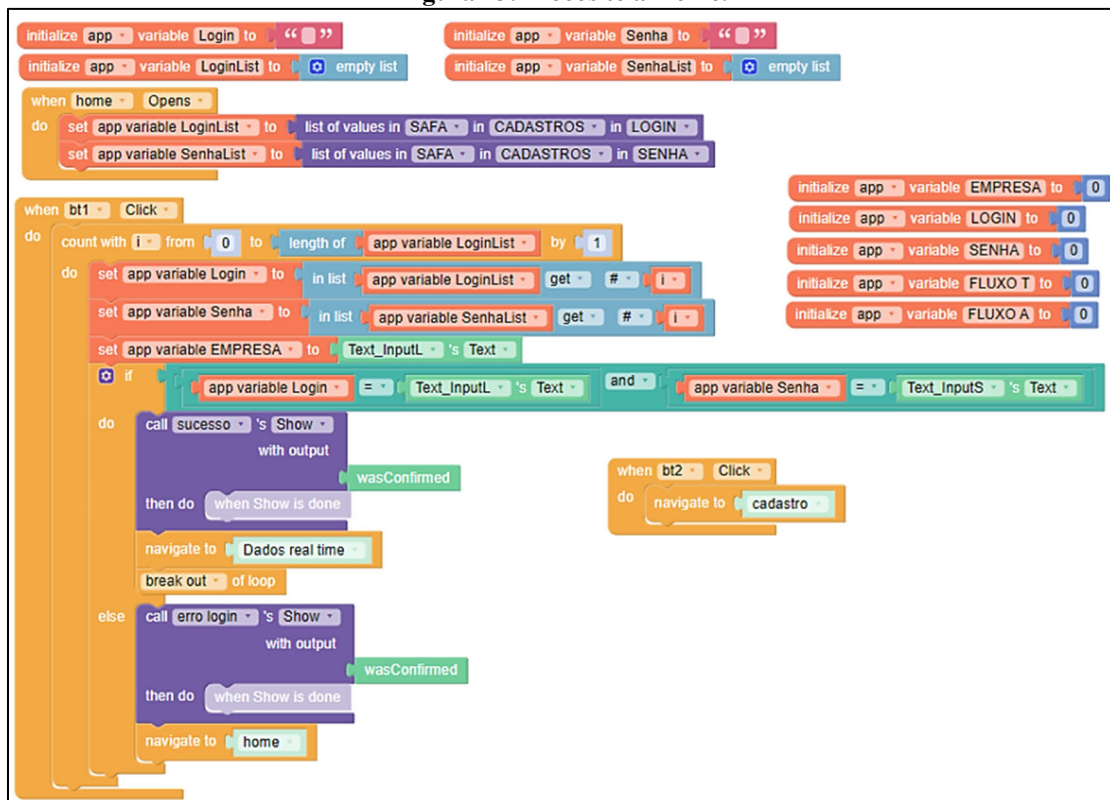 initialize app variable Login to “ ”
initialize app variable Senha to “ ”
initialize app variable LoginList to empty list
initialize app variable SenhaList to empty list
when home Opens
do set app variable LoginList to list of values in SAFA in CADASTROS in LOGIN
set app variable SenhaList to list of values in SAFA in CADASTROS in SENHA
initialize app variable EMPRESA to 0
initialize app variable LOGIN to 0
initialize app variable SENHA to 0
initialize app variable FLUXO T to 0
initialize app variable FLUXO A to 0
when bt1 Click
do count with i from 0 to length of app variable LoginList by 1
do set app variable Login to in list app variable LoginList get # i
set app variable Senha to in list app variable SenhaList get # i
set app variable EMPRESA to Text_InputL 's Text
if app variable Login = Text_InputL 's Text and app variable Senha = Text_InputS 's Text
do call sucesso 's Show
with output
wasConfirmed
then do when Show is done
navigate to Dados real time
break out of loop
else call erro login 's Show
with output
wasConfirmed
then do when Show is done
navigate to home
when bt2 Click
do navigate to cadastro